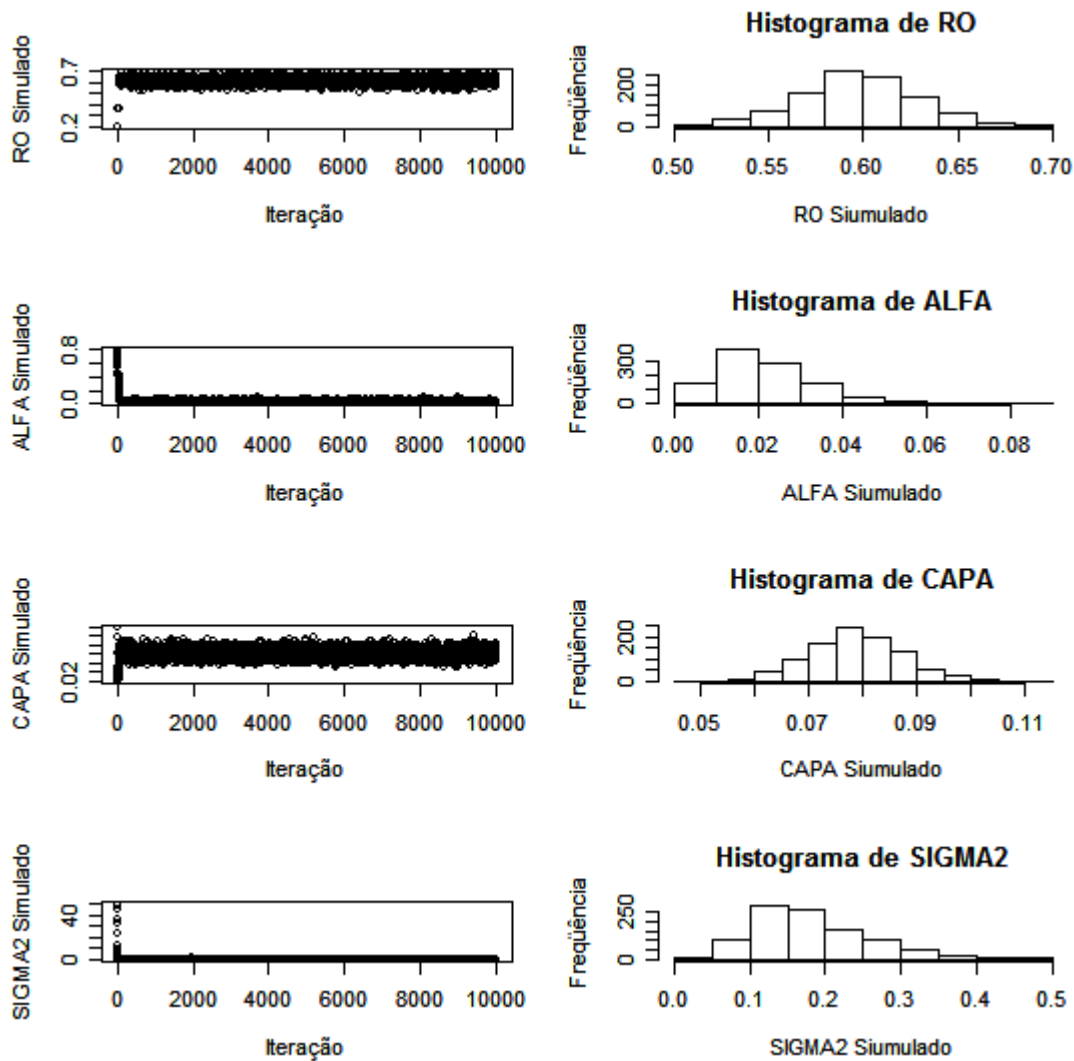 RO Simulado
0.2 0.7
0 2000 4000 6000 8000 10000
Iteração
Histograma de RO
Freqüência
0 200
0.50 0.55 0.60 0.65 0.70
RO Siumulado
ALFA Simulado
0.0 0.8
0 2000 4000 6000 8000 10000
Iteração
Histograma de ALFA
Freqüência
0 300
0.00 0.02 0.04 0.06 0.08
ALFA Siumulado
CAPA Simulado
0.02
0 2000 4000 6000 8000 10000
Iteração
Histograma de CAPA
Freqüência
0 200
0.05 0.07 0.09 0.11
CAPA Siumulado
SIGMA2 Simulado
0 40
0 2000 4000 6000 8000 10000
Iteração
Histograma de SIGMA2
Freqüência
0 250
0.0 0.1 0.2 0.3 0.4 0.5
SIGMA2 Siumulado